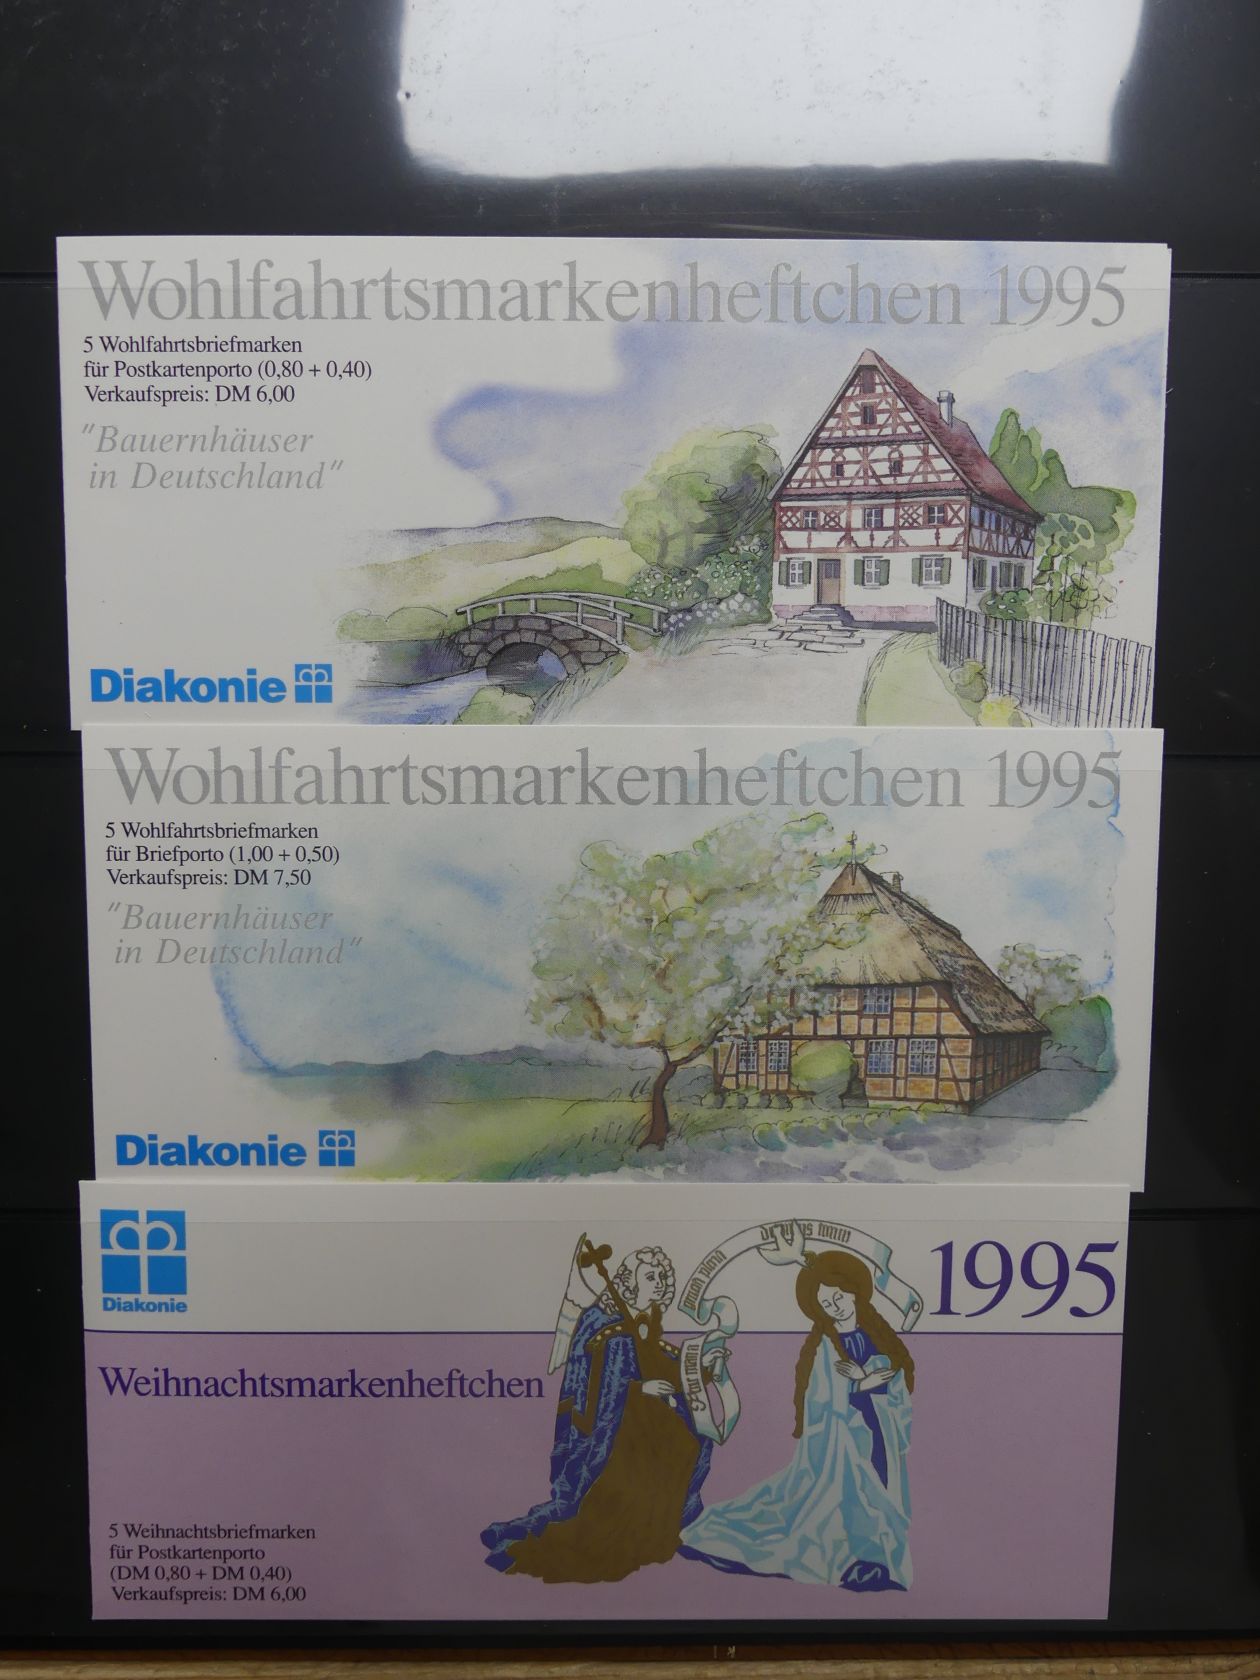 Wohlfahrtsmarkenheftchen 1995
5 Wohlfahrtsbriefmarken
für Postkartenporto (0,80 + 0,40)
Verkaufspreis: DM 6,00
"Bauernhäuser
in Deutschland"
Diakonie
Wohlfahrtsmarkenheftchen 1995
5 Wohlfahrtsbriefmarken
für Briefporto (1,00 + 0,50)
Verkaufspreis: DM 7,50
"Bauernhäuser
in Deutschland"
Diakonie
Diakonie
1995
Weihnachtsmarkenheftchen
5 Weihnachtsbriefmarken
für Postkartenporto
(DM 0,80 + DM 0,40)
Verkaufspreis: DM 6,00